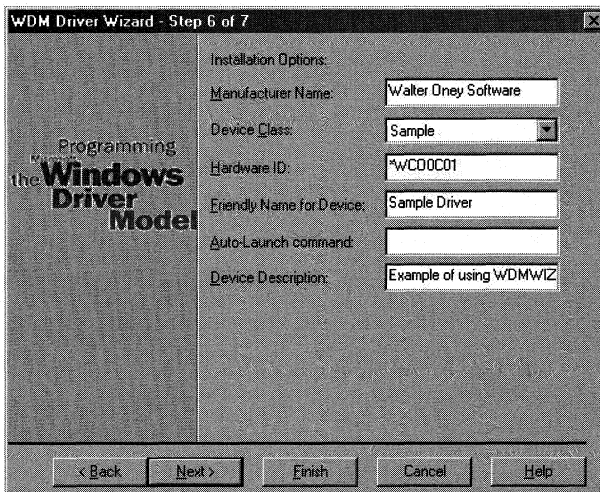 WDM Driver Wizard - Step 6 of 7
Programming
Microsoft
the Windows
Driver
Model
Installation Options:
Manufacturer Name: Walter Oney Software
Device Class: Sample
Hardware ID: *WCO0C01
Friendly Name for Device: Sample Driver
Auto-Launch command:
Device Description: Example of using WDMWIZ
< Back
Next >
Finish
Cancel
Help